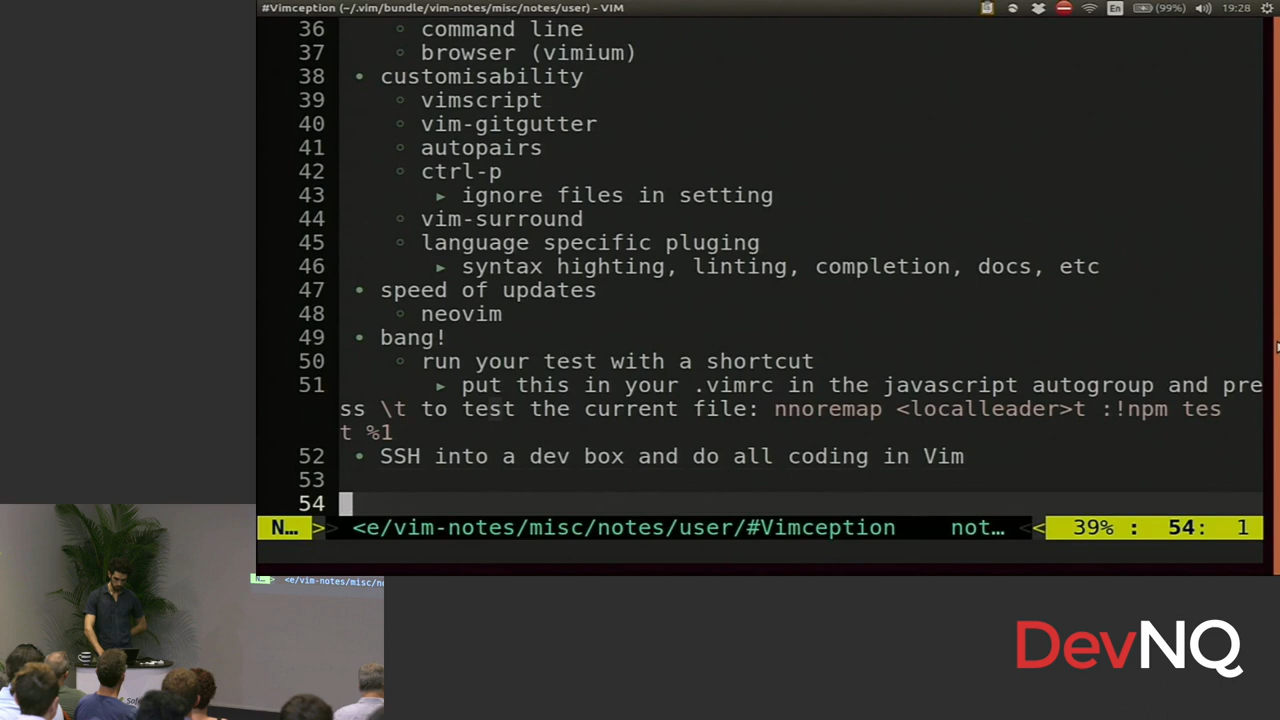 #Vimception (~/.vim/bundle/vim-notes/misc/notes/user) - VIM
En (99%) 19:28
36 ◦ command line
37 ◦ browser (vimium)
38 • customisability
39 ◦ vimscript
40 ◦ vim-gitgutter
41 ◦ autopairs
42 ◦ ctrl-p
43 ▸ ignore files in setting
44 ◦ vim-surround
45 ◦ language specific pluging
46 ▸ syntax highting, linting, completion, docs, etc
47 • speed of updates
48 ◦ neovim
49 • bang!
50 ◦ run your test with a shortcut
51 ▸ put this in your .vimrc in the javascript autogroup and pre
ss \t to test the current file: nnoremap <localleader>t :!npm tes
t %1
52 • SSH into a dev box and do all coding in Vim
53
54
N… > <e/vim-notes/misc/notes/user/#Vimception not… < 39% : 54: 1
<e/vim-notes/misc/no
DevNQ